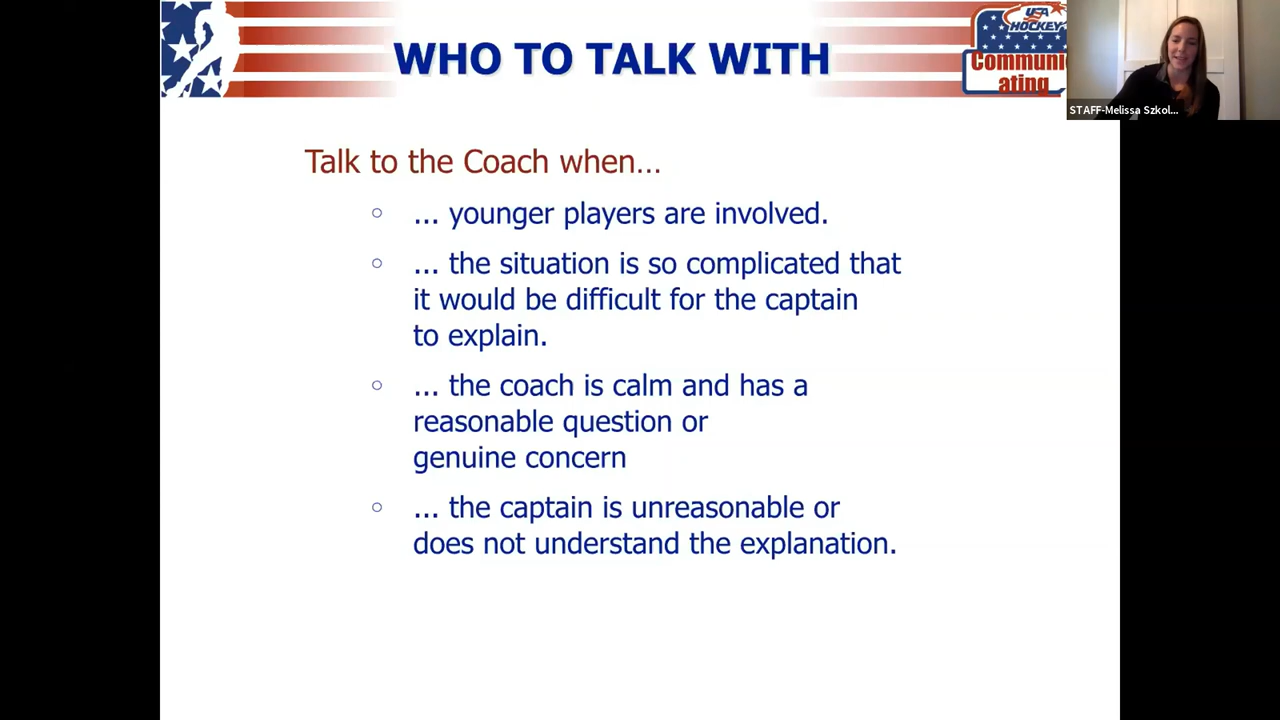 WHO TO TALK WITH
USA
HOCKEY
Communic
ating
STAFF-Melissa Szkol...
Talk to the Coach when...
... younger players are involved.
... the situation is so complicated that
it would be difficult for the captain
to explain.
... the coach is calm and has a
reasonable question or
genuine concern
... the captain is unreasonable or
does not understand the explanation.